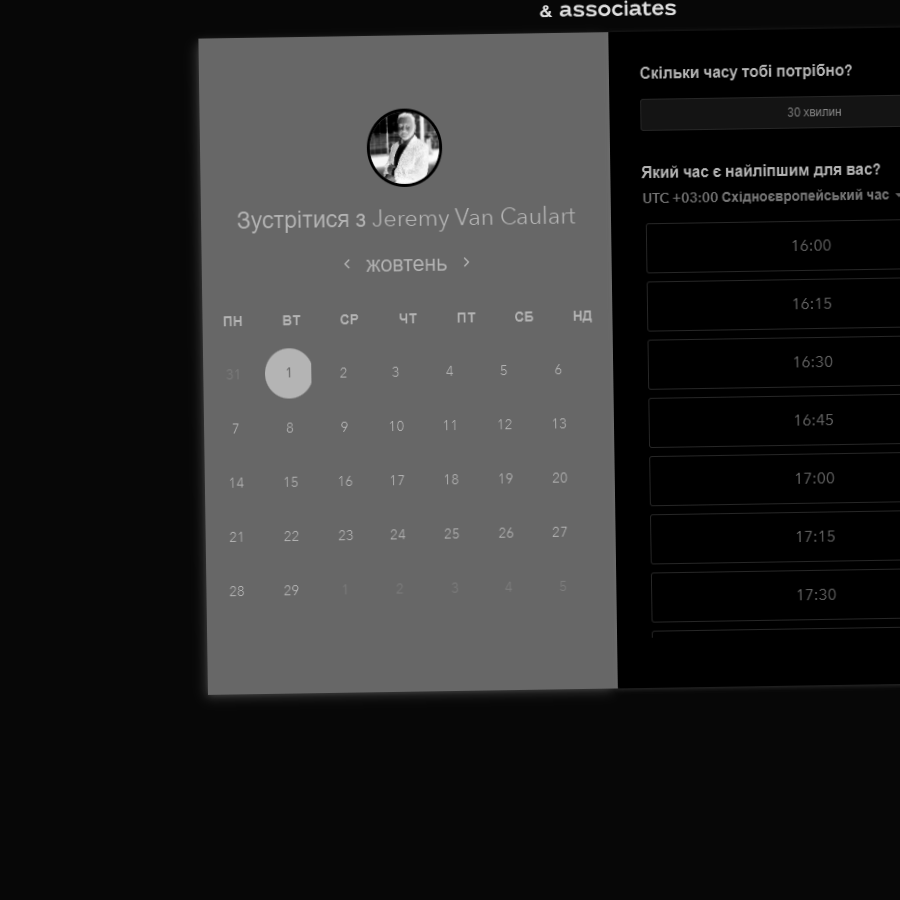 & associates
Зустрітися з Jeremy Van Caulart
жовтень
ПН ВТ СР ЧТ ПТ СБ НД
31 1 2 3 4 5 6
7 8 9 10 11 12 13
14 15 16 17 18 19 20
21 22 23 24 25 26 27
28 29 1 2 3 4 5
Скільки часу тобі потрібно?
30 хвилин
Який час є найліпшим для вас?
UTC +03:00 Східноєвропейський час
16:00
16:15
16:30
16:45
17:00
17:15
17:30